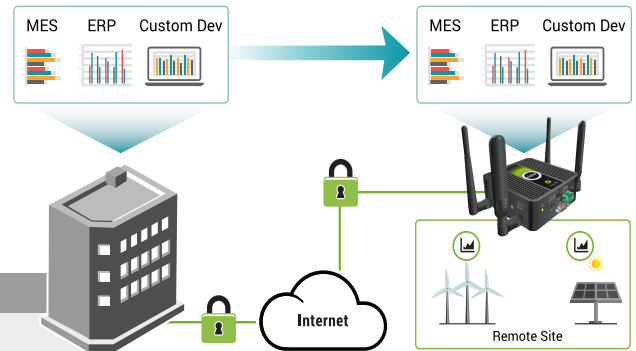 MES ERP Custom Dev
MES ERP Custom Dev
Internet
Remote Site